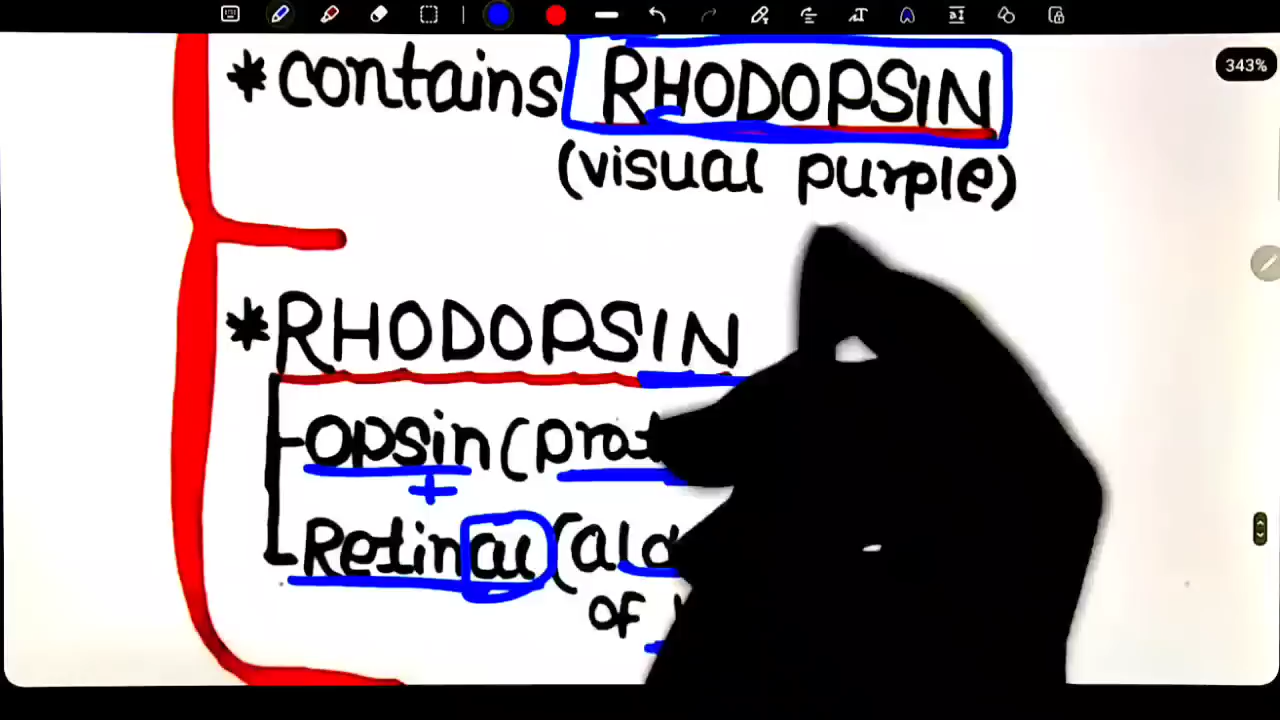 343%
*contains RHODOPSIN
(visual purple)
*RHODOPSIN
Opsin (prot
+
Retinal (ald
of